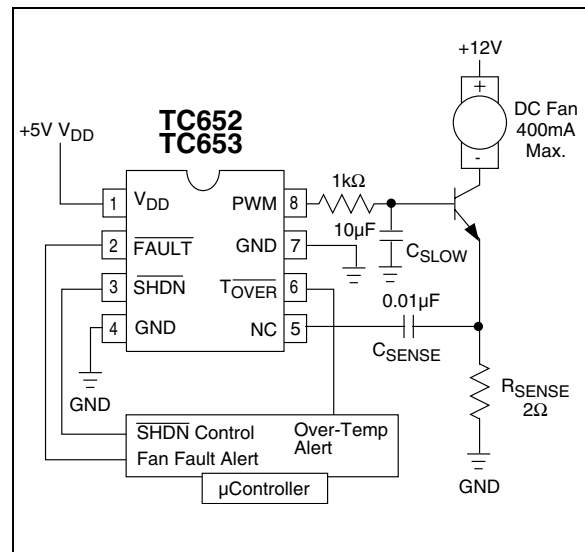 +12V
DC Fan
400mA
Max.
+
-
+5V VDD
TC652
TC653
1 VDD
2 FAULT
3 SHDN
4 GND
PWM 8
GND 7
TOVER 6
NC 5
1kΩ
10µF
CSLOW
0.01µF
CSENSE
RSENSE
2Ω
GND
GND
SHDN Control
Fan Fault Alert
Over-Temp
Alert
µController